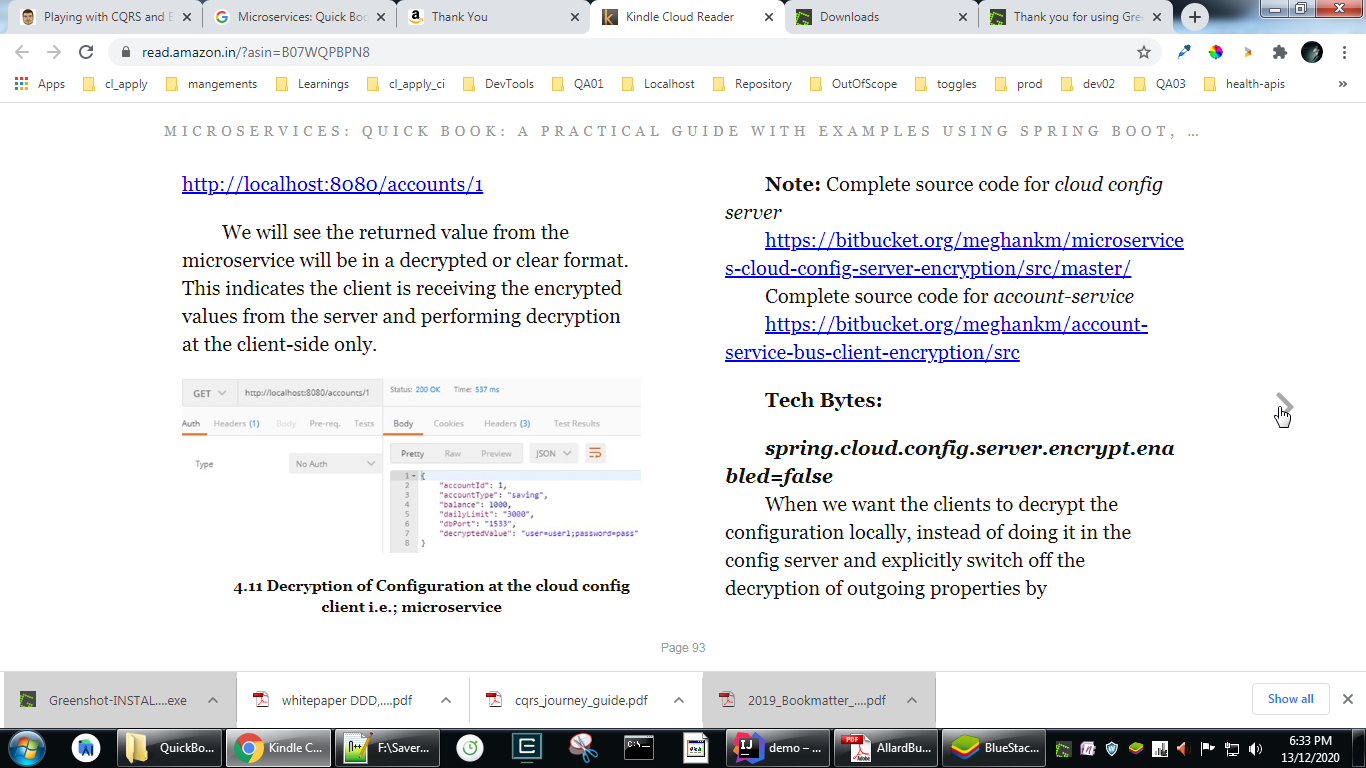 Playing with CQRS and E
Microservices: Quick Boo
Thank You
Kindle Cloud Reader
Downloads
Thank you for using Gre
read.amazon.in/?asin=B07WQPBPN8
Apps
cl_apply
mangements
Learnings
cl_apply_ci
DevTools
QA01
Localhost
Repository
OutOfScope
toggles
prod
dev02
QA03
health-apis
»
MICROSERVICES: QUICK BOOK: A PRACTICAL GUIDE WITH EXAMPLES USING SPRING BOOT, …
http://localhost:8080/accounts/1
We will see the returned value from the
microservice will be in a decrypted or clear format.
This indicates the client is receiving the encrypted
values from the server and performing decryption
at the client-side only.
GET
http://localhost:8080/accounts/1
Status: 200 OK Time: 537 ms
Auth Headers (1) Body Pre-req. Tests
Body Cookies Headers (3) Test Results
Type
No Auth
Pretty Raw Preview JSON
1 {
2 "accountId": 1,
3 "accountType": "saving",
4 "balance": 1000,
5 "dailyLimit": "3000",
6 "dbPort": "1533",
7 "decryptedValue": "user=user1;password=pass"
8 }
4.11 Decryption of Configuration at the cloud config
client i.e.; microservice
Note: Complete source code for cloud config
server
https://bitbucket.org/meghankm/microservice
s-cloud-config-server-encryption/src/master/
Complete source code for account-service
https://bitbucket.org/meghankm/account-
service-bus-client-encryption/src
Tech Bytes:
spring.cloud.config.server.encrypt.ena
bled=false
When we want the clients to decrypt the
configuration locally, instead of doing it in the
config server and explicitly switch off the
decryption of outgoing properties by
Page 93
Greenshot-INSTAL....exe
whitepaper DDD,....pdf
cqrs_journey_guide.pdf
2019_Bookmatter_....pdf
Show all
QuickBo...
Kindle C...
F:\Saver...
demo – ...
AllardBu...
BlueStac...
6:33 PM
13/12/2020